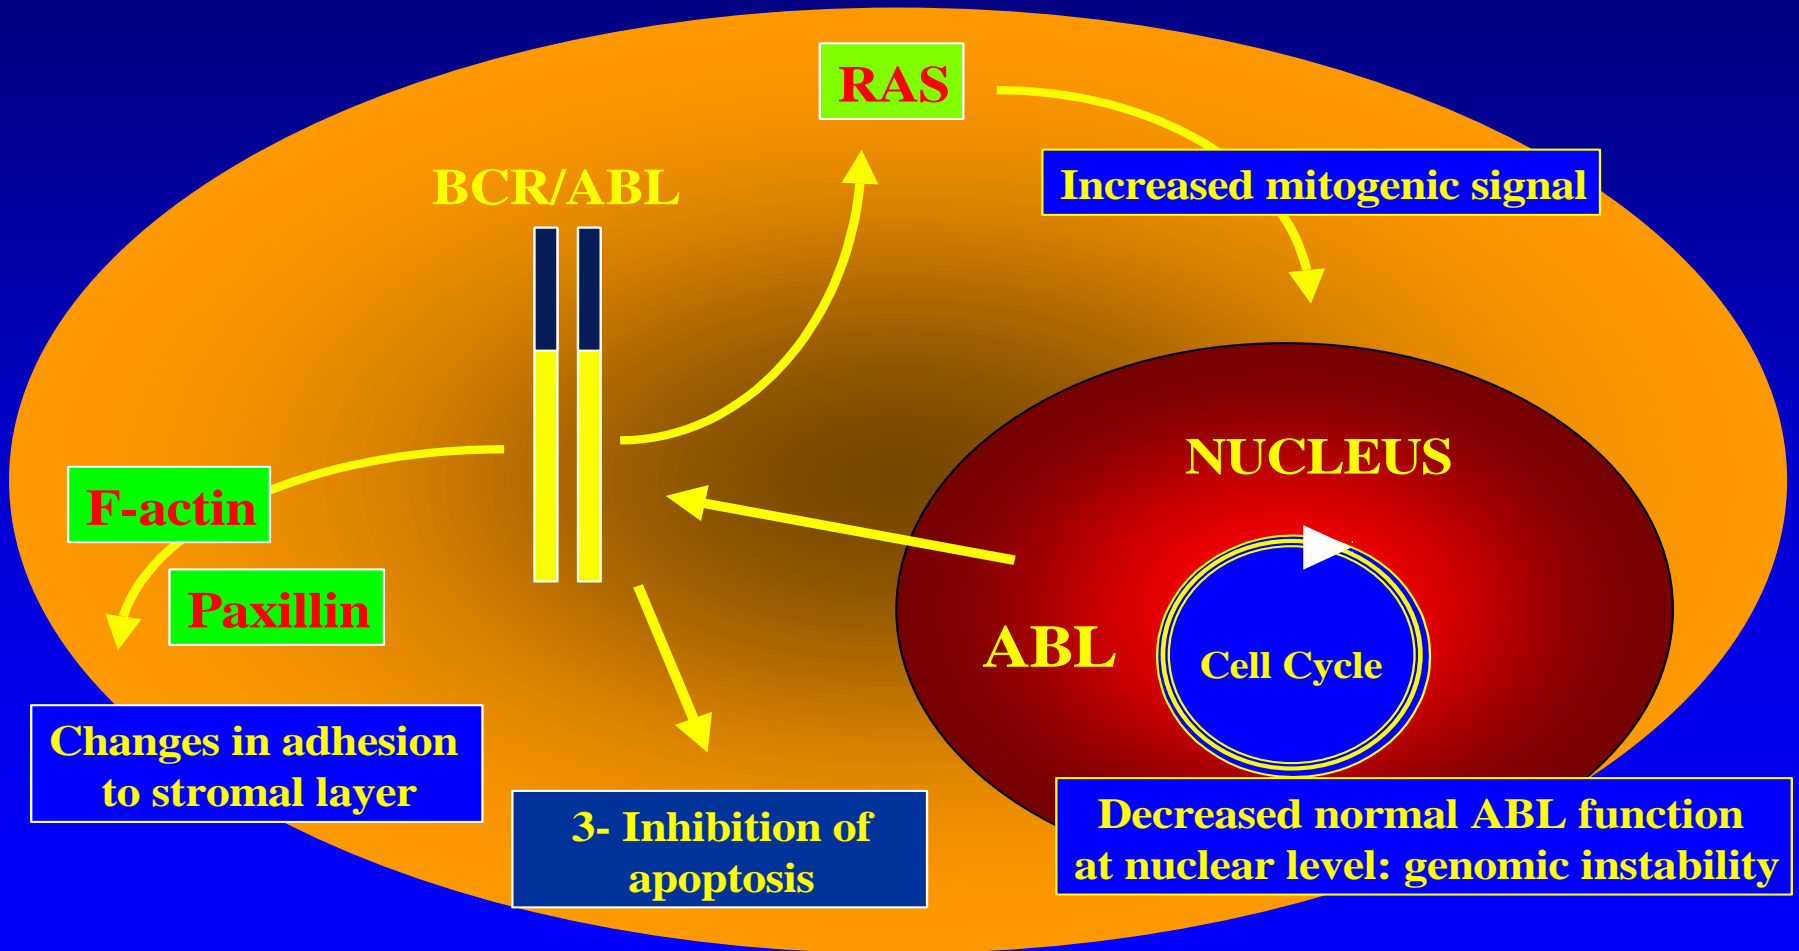 RAS
BCR/ABL
Increased mitogenic signal
NUCLEUS
F-actin
Paxillin
ABL
Cell Cycle
Changes in adhesion
to stromal layer
3- Inhibition of
apoptosis
Decreased normal ABL function
at nuclear level: genomic instability